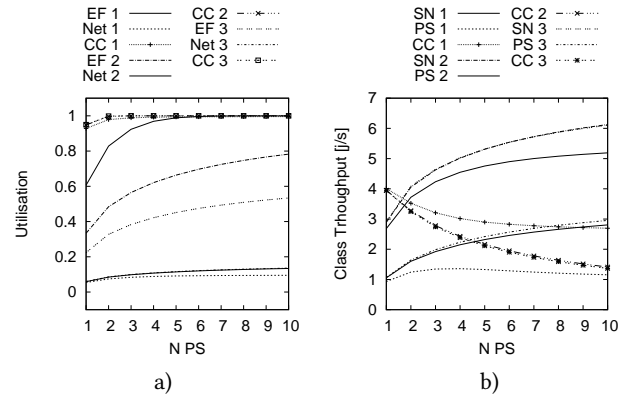 EF 1
Net 1
CC 1
EF 2
Net 2
CC 2
EF 3
Net 3
CC 3
1
0.8
0.6
0.4
0.2
0
Utilisation
1 2 3 4 5 6 7 8 9 10
N PS
a)
SN 1
PS 1
CC 1
SN 2
PS 2
CC 2
SN 3
PS 3
CC 3
7
6
5
4
3
2
1
0
Class Trhoughput [j/s]
1 2 3 4 5 6 7 8 9 10
N PS
b)